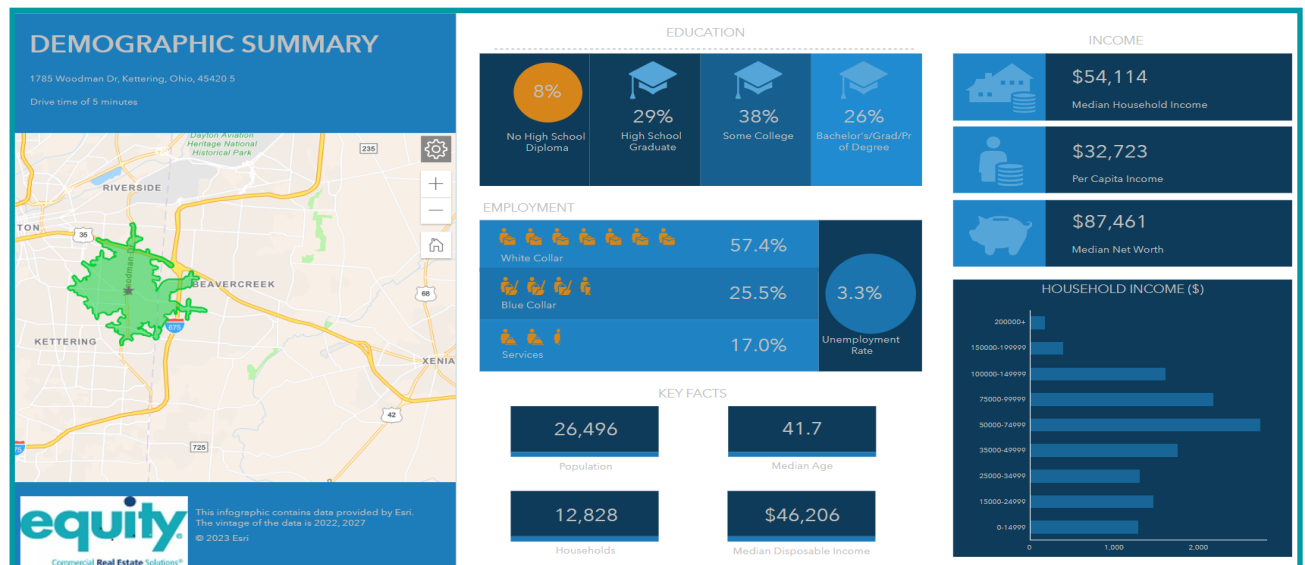 DEMOGRAPHIC SUMMARY
1785 Woodman Dr, Kettering, Ohio, 45420 5
Drive time of 5 minutes
Dayton Aviation
Heritage National
Historical Park
235
RIVERSIDE
TON
35
Woodman Dr
BEAVERCREEK
68
675
KETTERING
XENIA
42
725
75
equity
Commercial Real Estate Solutions®
This infographic contains data provided by Esri.
The vintage of the data is 2022, 2027
© 2023 Esri
EDUCATION
8%
No High School
Diploma
29%
High School
Graduate
38%
Some College
26%
Bachelor's/Grad/Pr
of Degree
EMPLOYMENT
White Collar
57.4%
Blue Collar
25.5%
Services
17.0%
3.3%
Unemployment
Rate
KEY FACTS
26,496
Population
41.7
Median Age
12,828
Households
$46,206
Median Disposable Income
INCOME
$54,114
Median Household Income
$32,723
Per Capita Income
$87,461
Median Net Worth
HOUSEHOLD INCOME ($)
200000+
150000-199999
100000-149999
75000-99999
50000-74999
35000-49999
25000-34999
15000-24999
0-14999
0 1,000 2,000